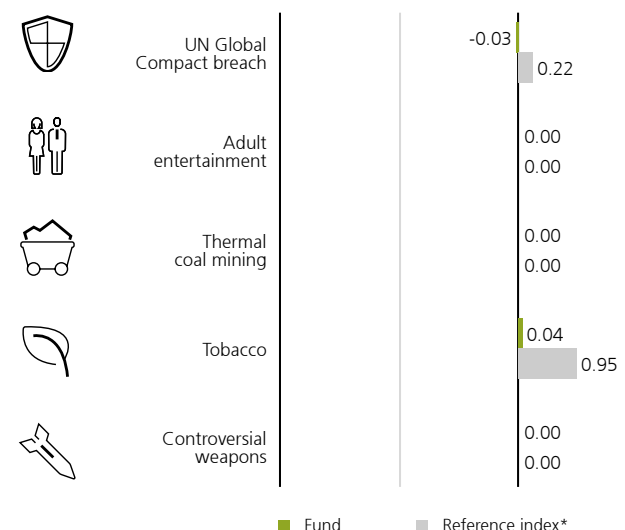 UN Global
Compact breach
-0.03
0.22
Adult
entertainment
0.00
0.00
Thermal
coal mining
0.00
0.00
Tobacco
0.04
0.95
Controversial
weapons
0.00
0.00
Fund
Reference index*